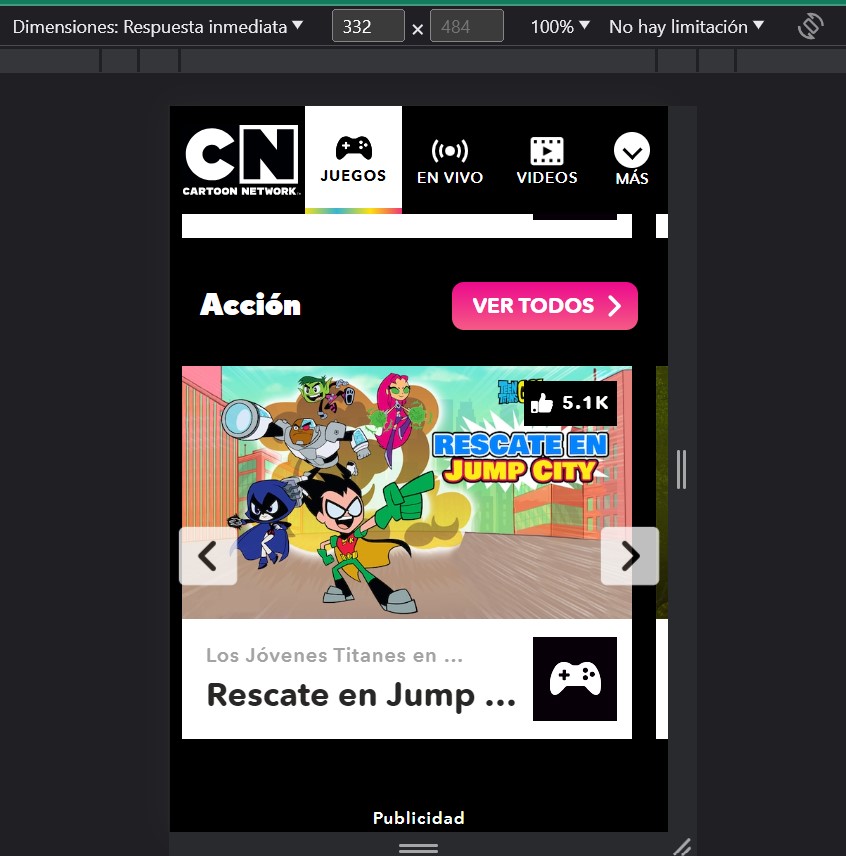 Dimensiones: Respuesta inmediata
332 × 484
100%
No hay limitación
CN
CARTOON NETWORK
JUEGOS
EN VIVO
VIDEOS
MÁS
Acción
VER TODOS
5.1K
RESCATE EN
JUMP CITY
Los Jóvenes Titanes en ...
Rescate en Jump ...
Publicidad